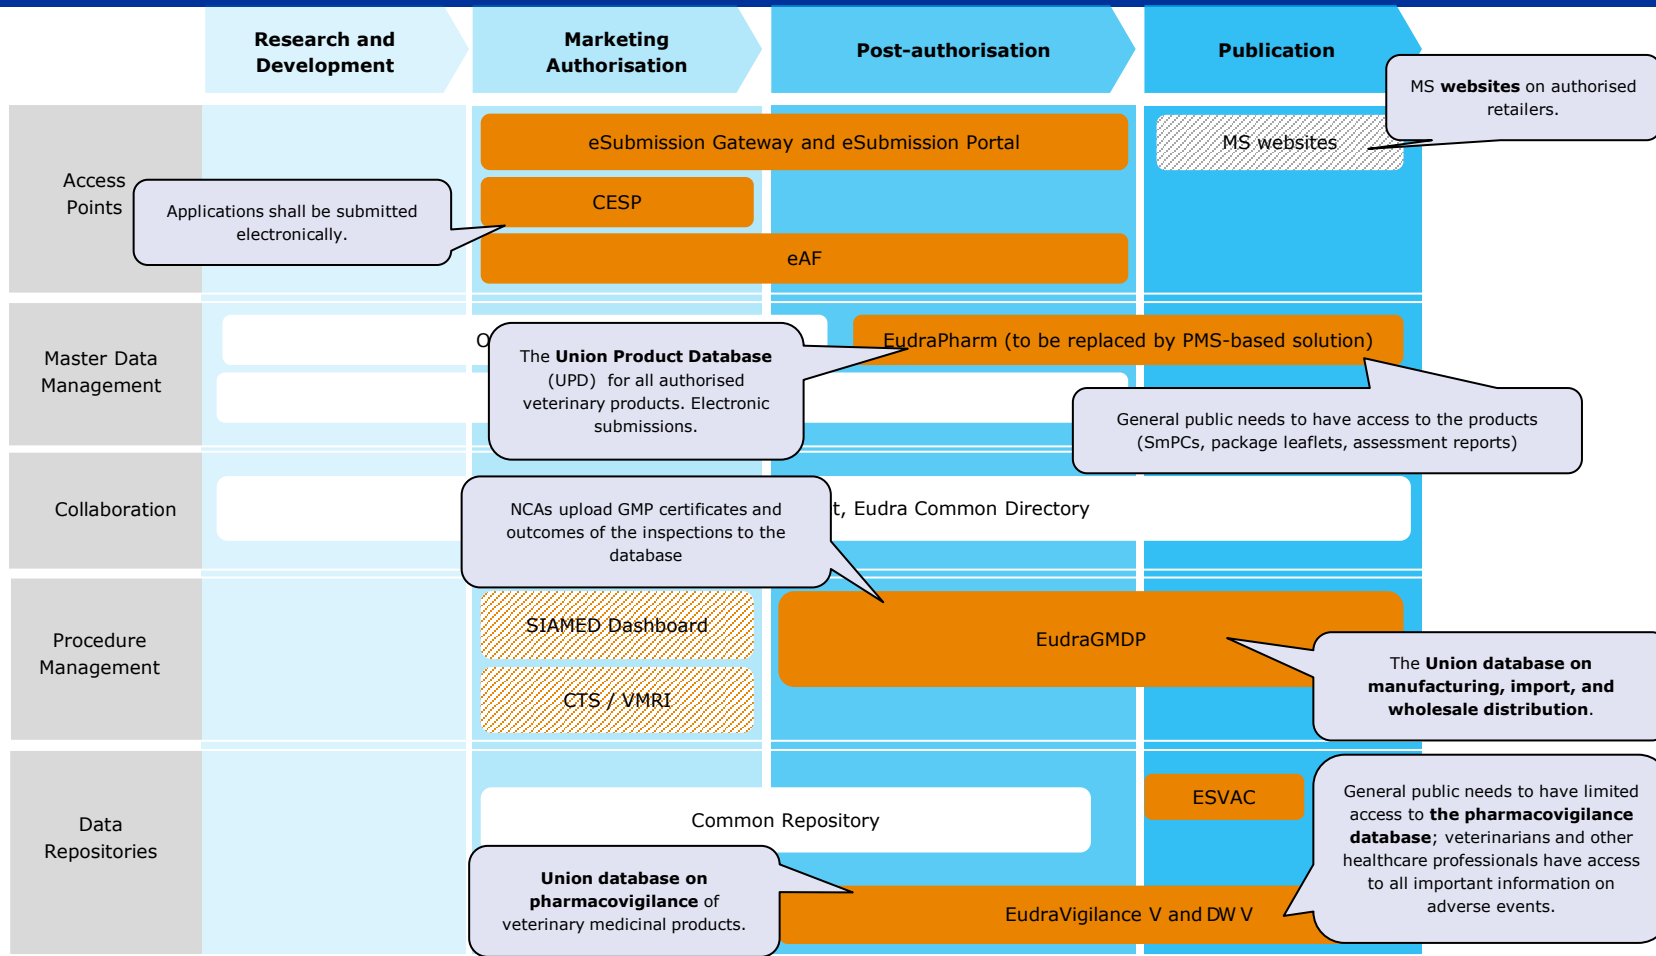 Research and
Development
Marketing
Authorisation
Post-authorisation
Publication
MS websites on authorised
retailers.
Access
Points
eSubmission Gateway and eSubmission Portal
MS websites
CESP
Applications shall be submitted
electronically.
eAF
Master Data
Management
O
The Union Product Database
(UPD) for all authorised
veterinary products. Electronic
submissions.
EudraPharm (to be replaced by PMS-based solution)
General public needs to have access to the products
(SmPCs, package leaflets, assessment reports)
Collaboration
NCAs upload GMP certificates and
outcomes of the inspections to the
database
t, Eudra Common Directory
Procedure
Management
SIAMED Dashboard
CTS / VMRI
EudraGMDP
The Union database on
manufacturing, import, and
wholesale distribution.
Data
Repositories
Common Repository
ESVAC
General public needs to have limited
access to the pharmacovigilance
database; veterinarians and other
healthcare professionals have access
to all important information on
adverse events.
Union database on
pharmacovigilance of
veterinary medicinal products.
EudraVigilance V and DW V